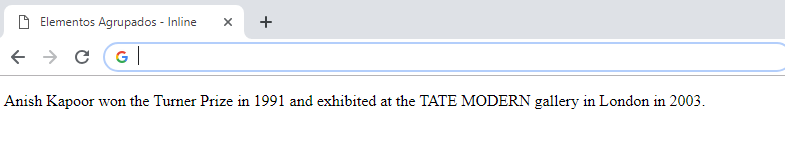 Elementos Agrupados - Inline
Anish Kapoor won the Turner Prize in 1991 and exhibited at the TATE MODERN gallery in London in 2003.